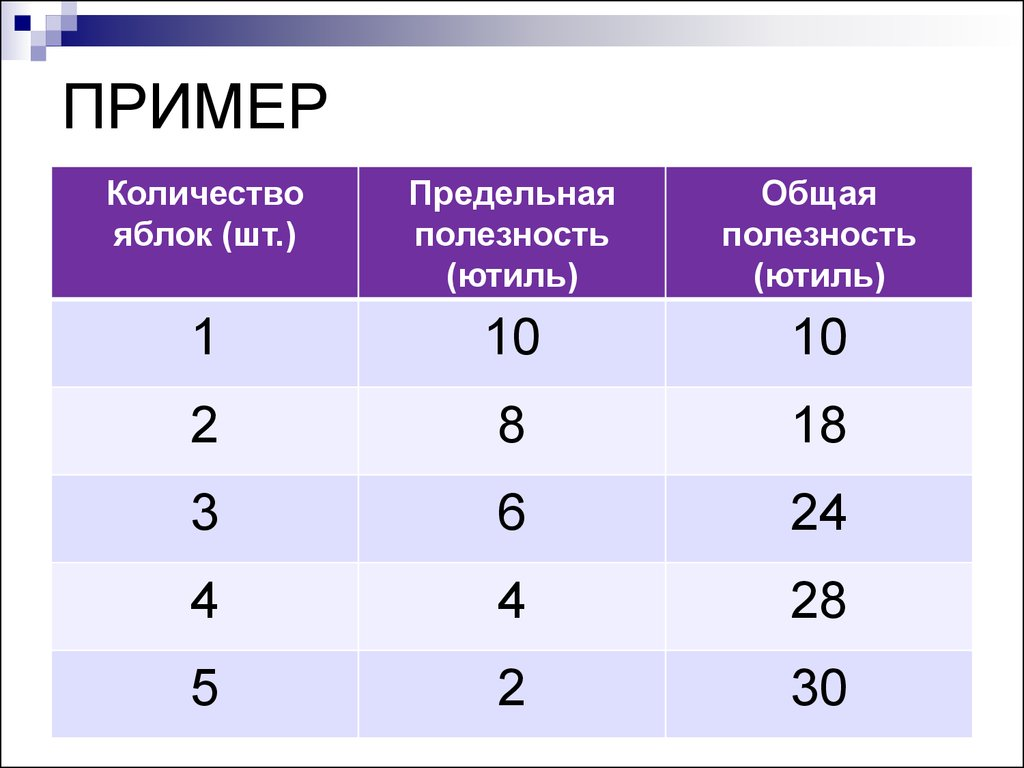 ПРИМЕР
Количество
яблок (шт.)
Предельная
полезность
(ютиль)
Общая
полезность
(ютиль)
1 10 10
2 8 18
3 6 24
4 4 28
5 2 30